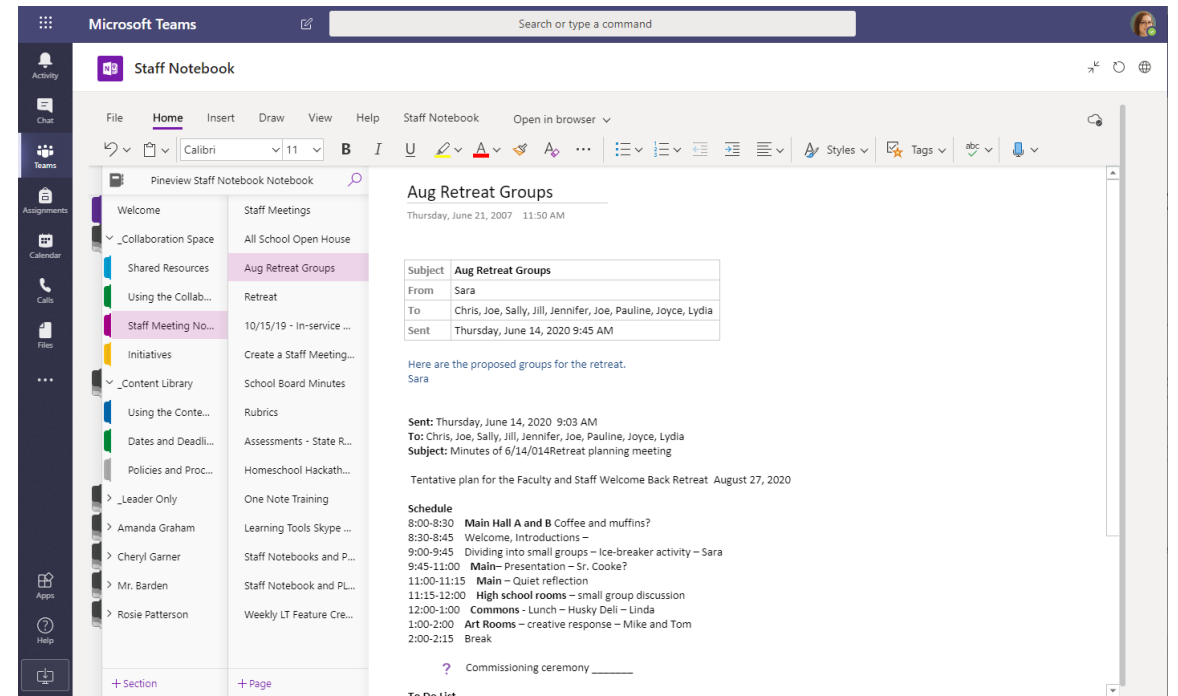 Microsoft Teams
Search or type a command
Activity
Chat
Teams
Assignments
Calendar
Calls
Files
Apps
Help
Staff Notebook
File Home Insert Draw View Help Staff Notebook Open in browser
Calibri 11 B I U A A Styles Tags abc
Pineview Staff Notebook Notebook
Welcome
_Collaboration Space
Shared Resources
Using the Collab...
Staff Meeting No...
Initiatives
_Content Library
Using the Conte...
Dates and Deadli...
Policies and Proc...
_Leader Only
Amanda Graham
Cheryl Garner
Mr. Barden
Rosie Patterson
+ Section
Staff Meetings
All School Open House
Aug Retreat Groups
Retreat
10/15/19 - In-service ...
Create a Staff Meeting...
School Board Minutes
Rubrics
Assessments - State R...
Homeschool Hackath...
One Note Training
Learning Tools Skype ...
Staff Notebooks and P...
Staff Notebook and PL...
Weekly LT Feature Cre...
+ Page
Aug Retreat Groups
Thursday, June 21, 2007 11:50 AM
Subject Aug Retreat Groups
From Sara
To Chris, Joe, Sally, Jill, Jennifer, Joe, Pauline, Joyce, Lydia
Sent Thursday, June 14, 2020 9:45 AM
Here are the proposed groups for the retreat.
Sara
Sent: Thursday, June 14, 2020 9:03 AM
To: Chris, Joe, Sally, Jill, Jennifer, Joe, Pauline, Joyce, Lydia
Subject: Minutes of 6/14/014Retreat planning meeting
Tentative plan for the Faculty and Staff Welcome Back Retreat August 27, 2020
Schedule
8:00-8:30 Main Hall A and B Coffee and muffins?
8:30-8:45 Welcome, Introductions –
9:00-9:45 Dividing into small groups – Ice-breaker activity – Sara
9:45-11:00 Main– Presentation – Sr. Cooke?
11:00-11:15 Main – Quiet reflection
11:15-12:00 High school rooms – small group discussion
12:00-1:00 Commons - Lunch – Husky Deli – Linda
1:00-2:00 Art Rooms – creative response – Mike and Tom
2:00-2:15 Break
? Commissioning ceremony _______
To Do List